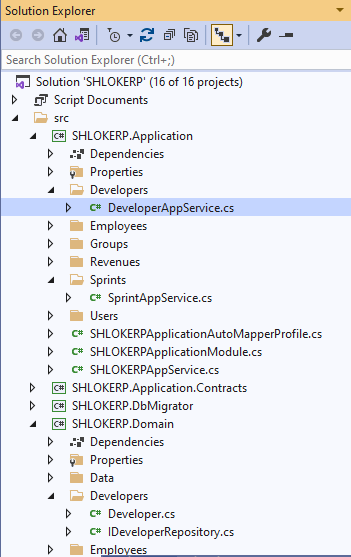 Solution Explorer
Search Solution Explorer (Ctrl+;)
Solution 'SHLOKERP' (16 of 16 projects)
Script Documents
src
C# SHLOKERP.Application
Dependencies
Properties
Developers
C# DeveloperAppService.cs
Employees
Groups
Revenues
Sprints
C# SprintAppService.cs
Users
C# SHLOKERPApplicationAutoMapperProfile.cs
C# SHLOKERPApplicationModule.cs
C# SHLOKERPAppService.cs
C# SHLOKERP.Application.Contracts
C# SHLOKERP.DbMigrator
C# SHLOKERP.Domain
Dependencies
Properties
Data
Developers
C# Developer.cs
C# IDeveloperRepository.cs
Employees